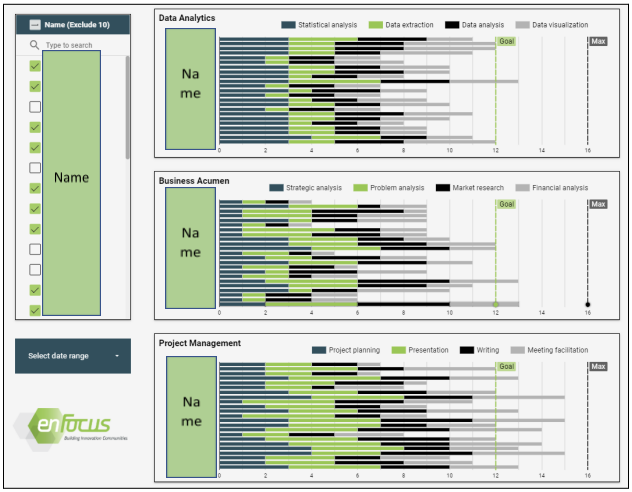 Name (Exclude 10)
Type to search
Name
Select date range
enFocus
Building Innovative Communities
Data Analytics
Statistical analysis Data extraction Data analysis Data visualization
Goal Max
Na
me
0 2 4 6 8 10 12 14 16
Business Acumen
Strategic analysis Problem analysis Market research Financial analysis
Goal Max
Na
me
0 2 4 6 8 10 12 14 16
Project Management
Project planning Presentation Writing Meeting facilitation
Goal Max
Na
me
0 2 4 6 8 10 12 14 16